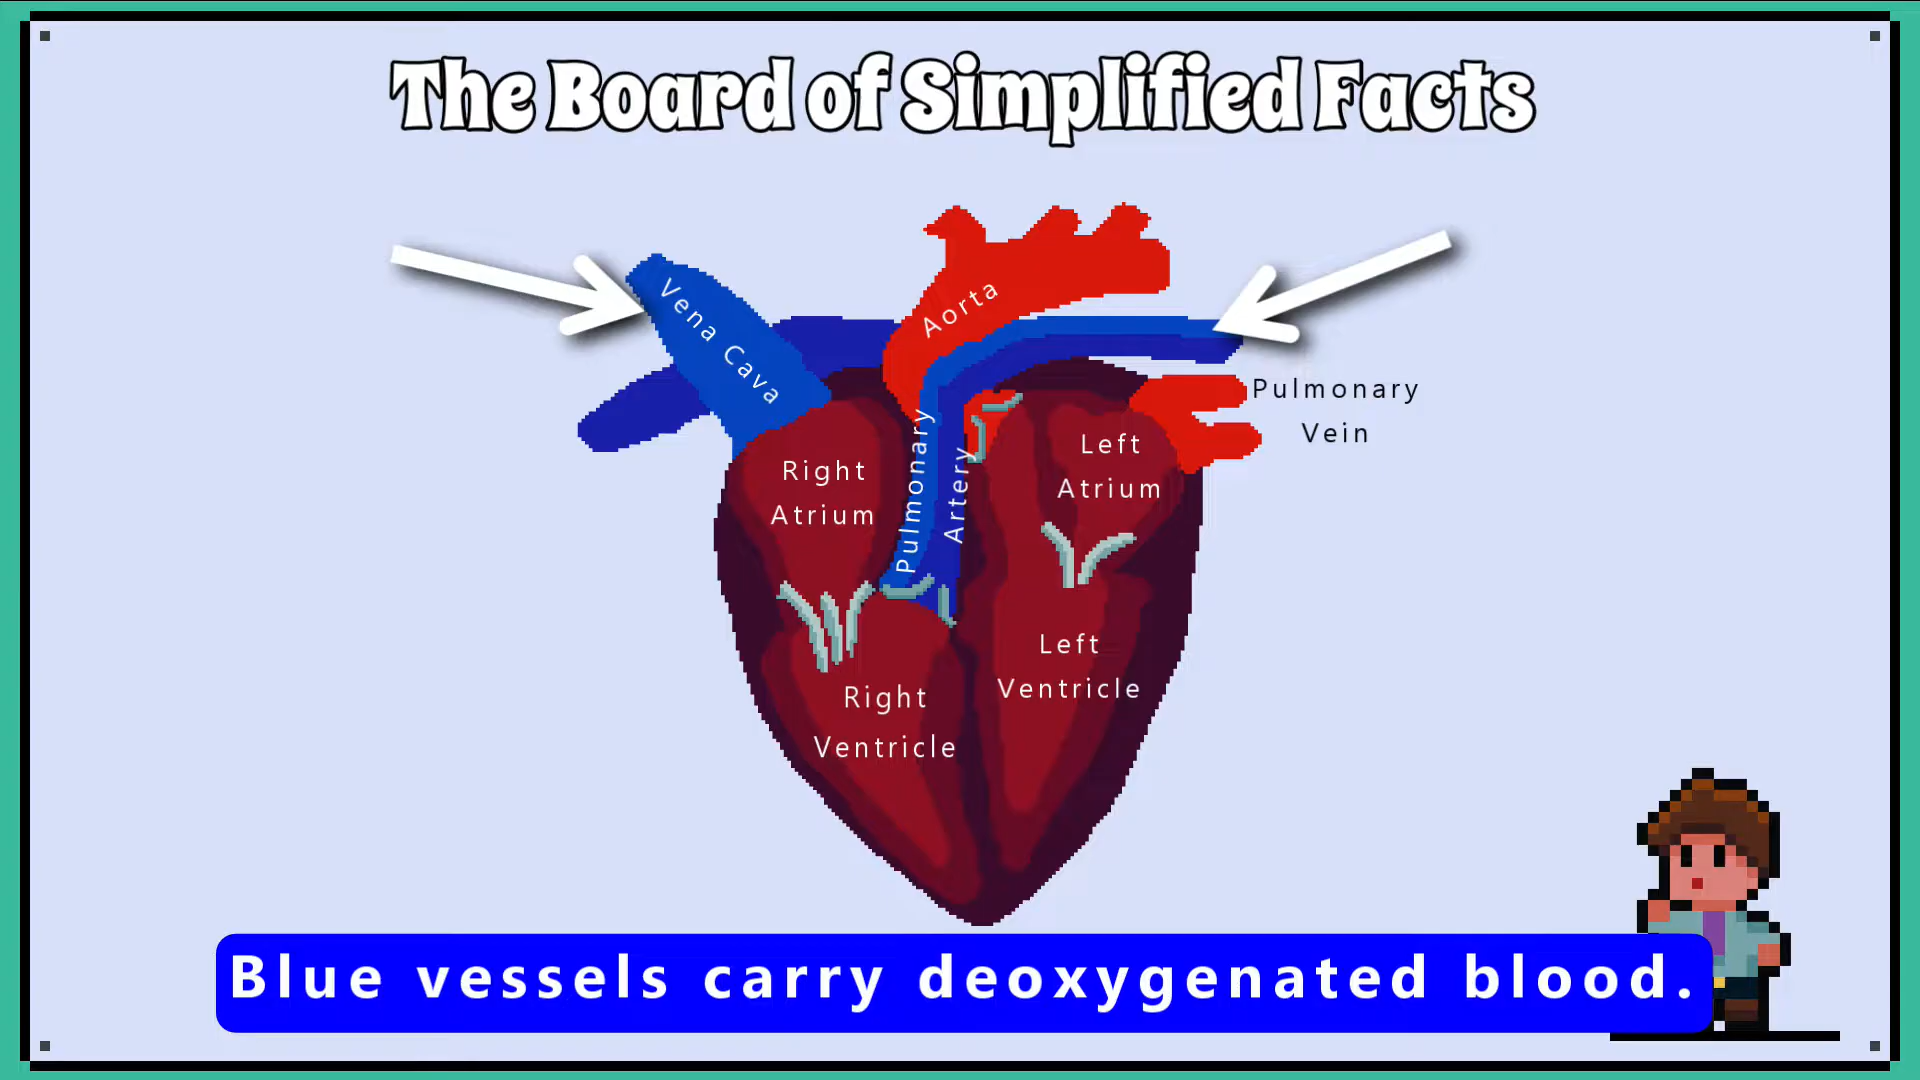 The Board of Simplified Facts
Vena Cava
Aorta
Pulmonary
Artery
Pulmonary
Vein
Right
Atrium
Left
Atrium
Right
Ventricle
Left
Ventricle
Blue vessels carry deoxygenated blood.